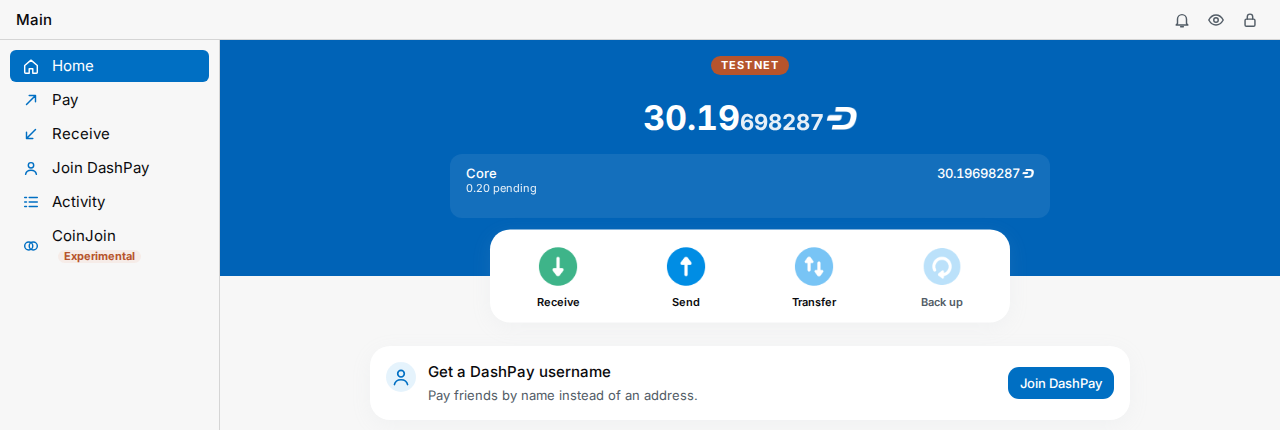 Main
Home
Pay
Receive
Join DashPay
Activity
CoinJoin
Experimental
TESTNET
30.19698287
Core
30.19698287
0.20 pending
Receive
Send
Transfer
Back up
Get a DashPay username
Pay friends by name instead of an address.
Join DashPay